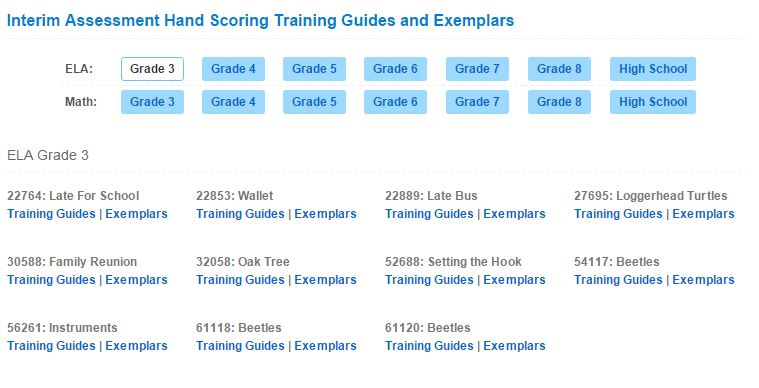 Interim Assessment Hand Scoring Training Guides and Exemplars
ELA: Grade 3 Grade 4 Grade 5 Grade 6 Grade 7 Grade 8 High School
Math: Grade 3 Grade 4 Grade 5 Grade 6 Grade 7 Grade 8 High School
ELA Grade 3
22764: Late For School 22853: Wallet 22889: Late Bus 27695: Loggerhead Turtles
Training Guides | Exemplars Training Guides | Exemplars Training Guides | Exemplars Training Guides | Exemplars
30588: Family Reunion 32058: Oak Tree 52688: Setting the Hook 54117: Beetles
Training Guides | Exemplars Training Guides | Exemplars Training Guides | Exemplars Training Guides | Exemplars
56261: Instruments 61118: Beetles 61120: Beetles
Training Guides | Exemplars Training Guides | Exemplars Training Guides | Exemplars